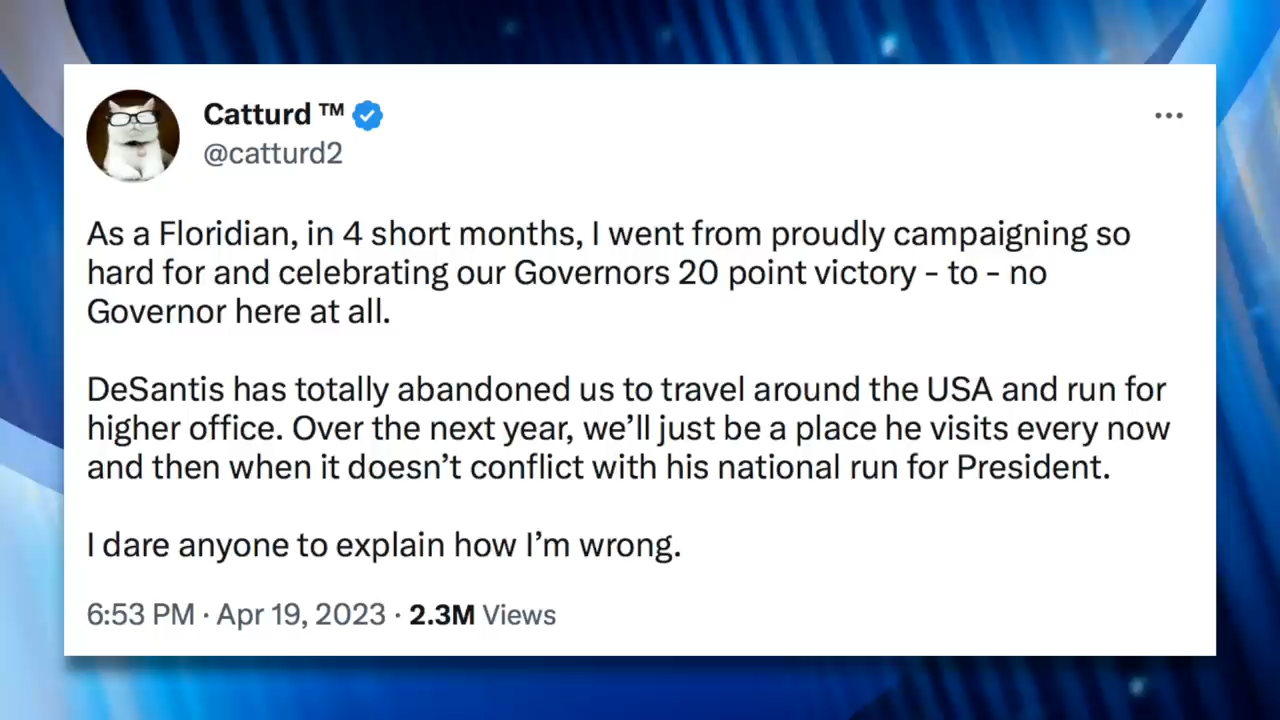 Catturd ™
@catturd2
As a Floridian, in 4 short months, I went from proudly campaigning so
hard for and celebrating our Governors 20 point victory - to - no
Governor here at all.
DeSantis has totally abandoned us to travel around the USA and run for
higher office. Over the next year, we’ll just be a place he visits every now
and then when it doesn’t conflict with his national run for President.
I dare anyone to explain how I’m wrong.
6:53 PM · Apr 19, 2023 · 2.3M Views